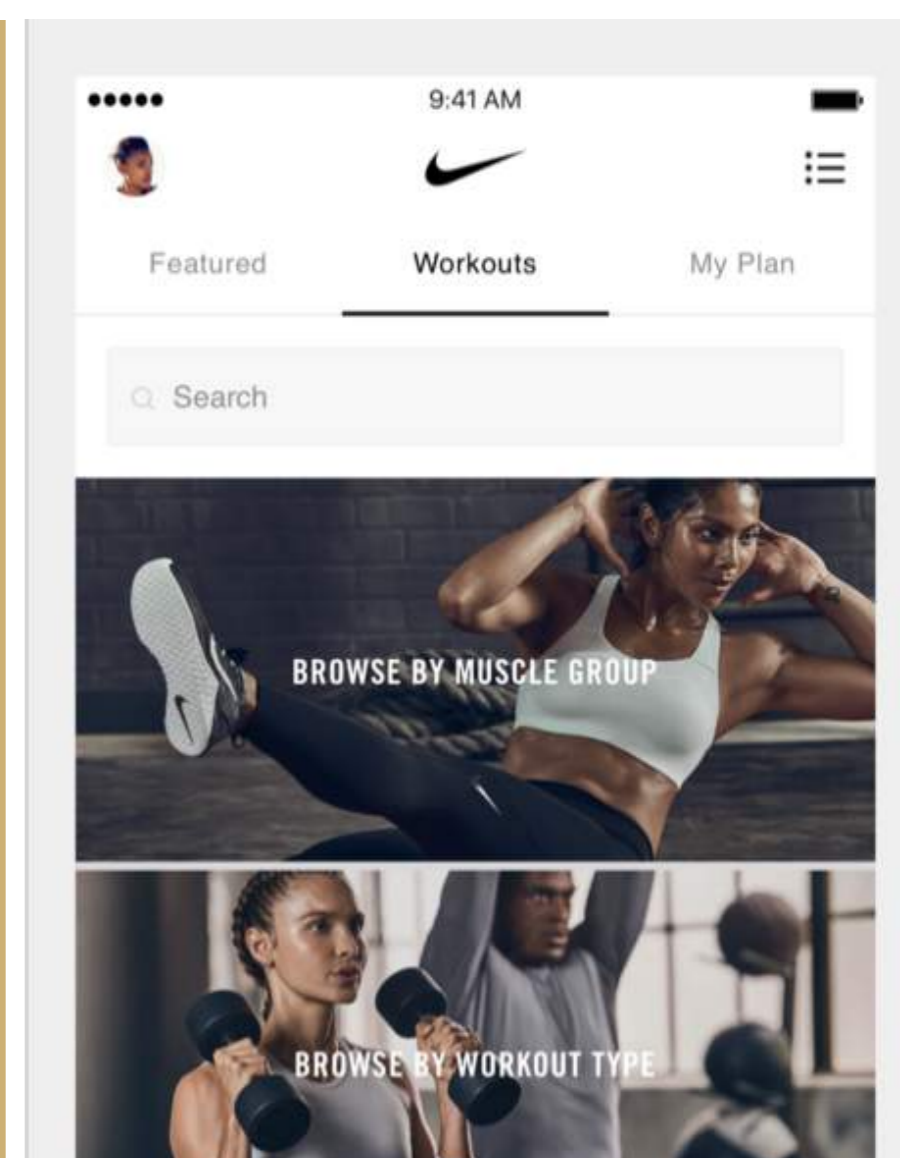 9:41 AM
Featured
Workouts
My Plan
Search
BROWSE BY MUSCLE GROUP
BROWSE BY WORKOUT TYPE